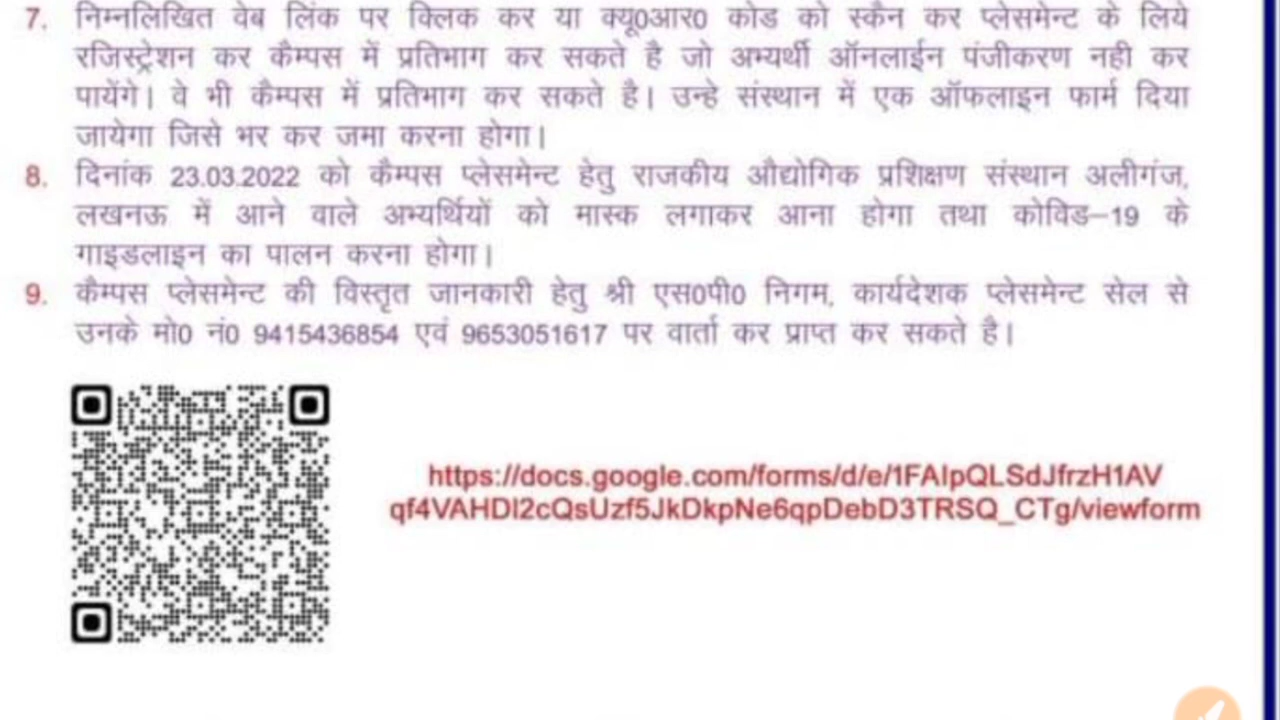 7. निम्नलिखित वेब लिंक पर क्लिक कर या क्यू0आर0 कोड को स्कैन कर प्लेसमेन्ट के लिये
रजिस्ट्रेशन कर कैम्पस में प्रतिभाग कर सकते है जो अभ्यर्थी ऑनलाईन पंजीकरण नही कर
पायेंगे। वे भी कैम्पस में प्रतिभाग कर सकते है। उन्हे संस्थान में एक ऑफलाइन फार्म दिया
जायेगा जिसे भर कर जमा करना होगा।
8. दिनांक 23.03.2022 को कैम्पस प्लेसमेन्ट हेतु राजकीय औद्योगिक प्रशिक्षण संस्थान अलीगंज,
लखनऊ में आने वाले अभ्यर्थियों को मास्क लगाकर आना होगा तथा कोविड–19 के
गाइडलाइन का पालन करना होगा।
9. कैम्पस प्लेसमेन्ट की विस्तृत जानकारी हेतु श्री एस0पी0 निगम, कार्यदेशक प्लेसमेन्ट सेल से
उनके मो0 नं0 9415436854 एवं 9653051617 पर वार्ता कर प्राप्त कर सकते है।
https://docs.google.com/forms/d/e/1FAIpQLSdJfrzH1AV
qf4VAHDI2cQsUzf5JkDkpNe6qpDebD3TRSQ_CTg/viewform